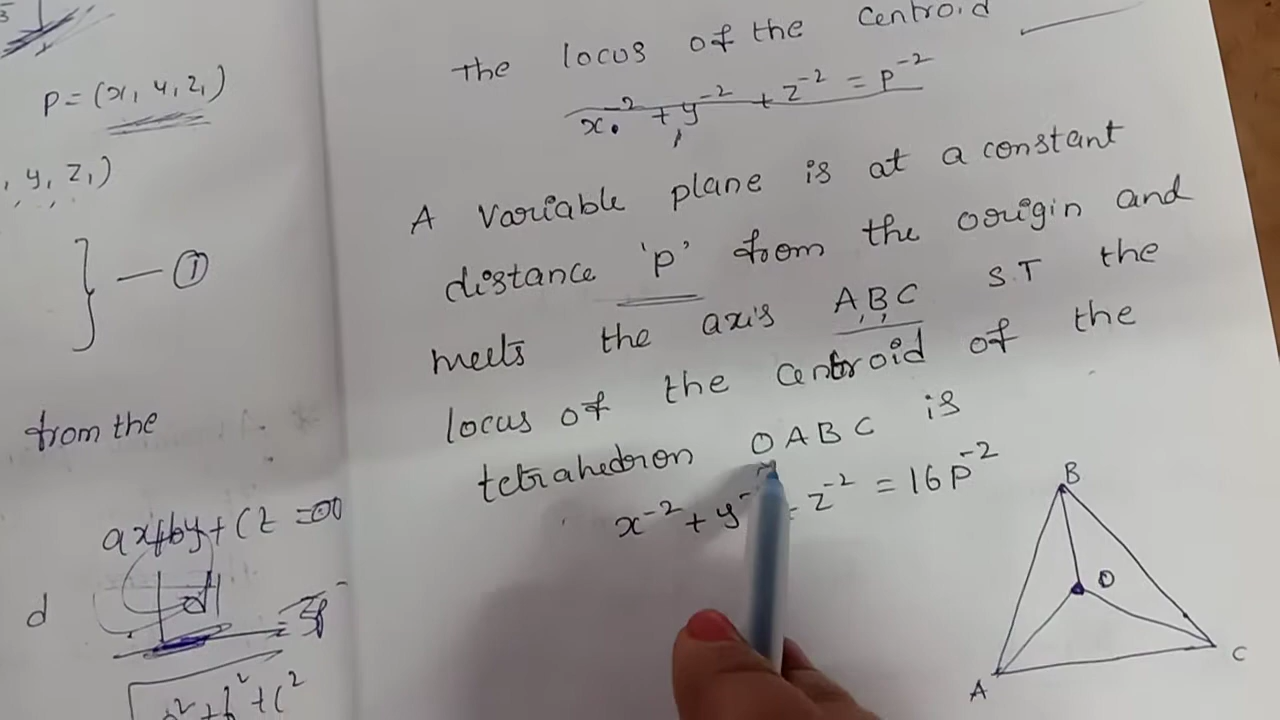 P = (x₁ y₁ z₁)
, y, z₁)
} — ①
from the
ax+by+cz
d
The locus of the centroid
x⁻² + y⁻² + z⁻² = p⁻²
A variable plane is at a constant
distance 'p' from the origin and
meets the axis A,B,C S.T the
locus of the centroid of the
tetrahedron OABC is
x⁻² + y⁻ z⁻² = 16p⁻²
B
O
A
C